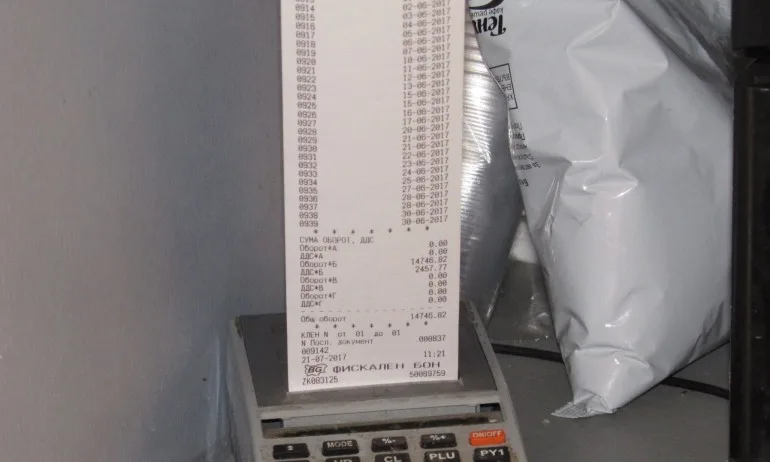 0914 02-06-2017
0915 03-06-2017
0916 04-06-2017
0917 05-06-2017
0918 06-06-2017
0919 07-06-2017
0920 10-06-2017
0921 11-06-2017
0922 12-06-2017
0923 13-06-2017
0924 15-06-2017
0925 15-06-2017
0926 16-06-2017
0927 17-06-2017
0928 20-06-2017
0929 21-06-2017
0930 21-06-2017
0931 22-06-2017
0932 23-06-2017
0933 24-06-2017
0934 25-06-2017
0935 27-06-2017
0936 28-06-2017
0937 28-06-2017
0938 30-06-2017
0939 30-06-2017
* * * * * * *
СУМА ОБОРОТ, ДДС
Оборот*А 0.00
ДДС*А 0.00
Оборот*Б 14746.82
ДДС*Б 2457.77
Оборот*В 0.00
ДДС*В 0.00
Оборот*Г 0.00
ДДС*Г 0.00
Общ оборот 14746.82
* * * * * * *
КЛЕН N от 01 до 01
N Посл. документ 000837
009142
21-07-2017 11:21
BG ФИСКАЛЕН БОН
ZK003125 50089759
± MODE %- %+ ON/OFF
CL PLU PY1